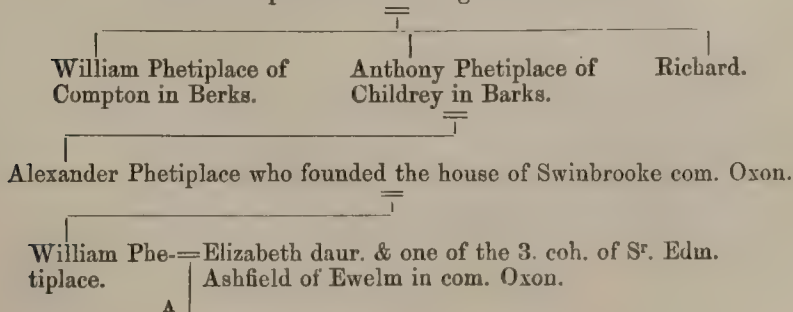 William Phetiplace of Compton in Berks.
Anthony Phetiplace of Childrey in Barks.
Richard.
Alexander Phetiplace who founded the house of Swinbrooke com. Oxon.
William Phe-=Elizabeth daur. & one of the 3. coh. of Sr. Edm.
tiplace. Ashfield of Ewelm in com. Oxon.
A